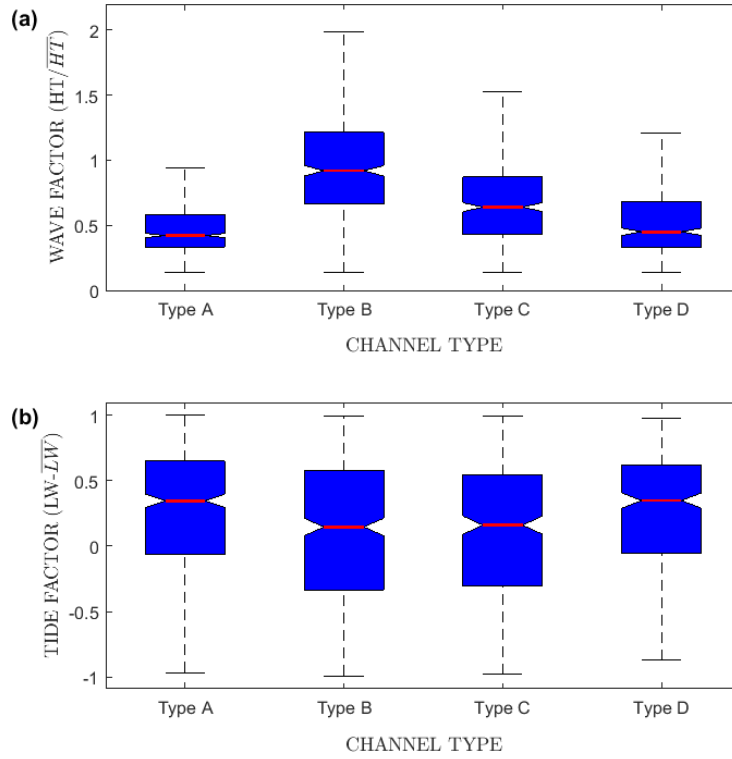 (a)
WAVE FACTOR (HT/HT)
2
1.5
1
0.5
0
Type A Type B Type C Type D
CHANNEL TYPE
(b)
TIDE FACTOR (LW-LW)
1
0.5
0
-0.5
-1
Type A Type B Type C Type D
CHANNEL TYPE